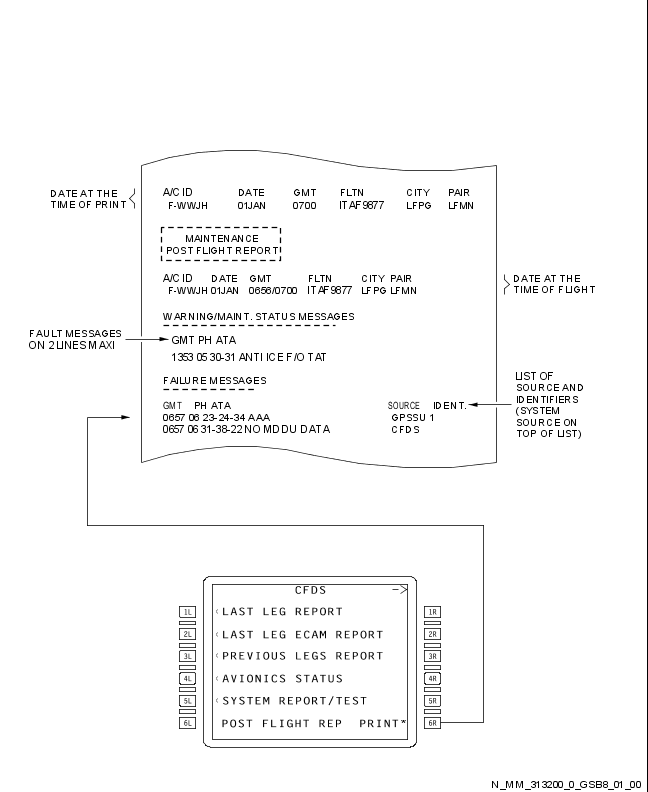 DATE AT THE
TIME OF PRINT
A/C ID DATE GMT FLTN CITY PAIR
F-WWJH 01JAN 0700 ITAF9877 LFPG LFMN
MAINTENANCE
POST FLIGHT REPORT
A/C ID DATE GMT FLTN CITY PAIR
F-WWJH 01JAN 0656/0700 ITAF9877 LFPG LFMN
DATE AT THE
TIME OF FLIGHT
WARNING/MAINT. STATUS MESSAGES
FAULT MESSAGES
ON 2 LINES MAXI
GMT PH ATA
1353 05 30-31 ANTI ICE F/O TAT
FAILURE MESSAGES
GMT PH ATA SOURCE IDENT.
0657 06 23-24-34 AAA GPSSU 1
0657 06 31-38-22 NO MDDU DATA CFDS
LIST OF
SOURCE AND
IDENTIFIERS
(SYSTEM
SOURCE ON
TOP OF LIST)
CFDS ->
1L <LAST LEG REPORT 1R
2L <LAST LEG ECAM REPORT 2R
3L <PREVIOUS LEGS REPORT 3R
4L <AVIONICS STATUS 4R
5L <SYSTEM REPORT/TEST 5R
6L POST FLIGHT REP PRINT* 6R
N_MM_313200_0_GSB8_01_00